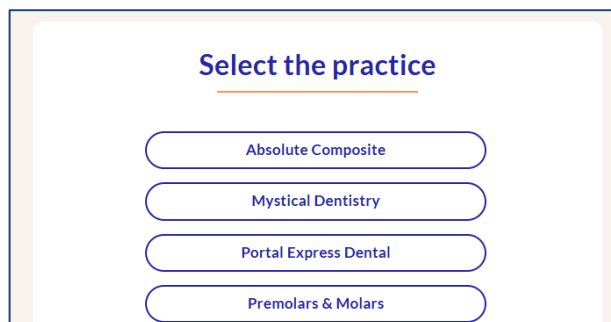 Select the practice
Absolute Composite
Mystical Dentistry
Portal Express Dental
Premolars & Molars